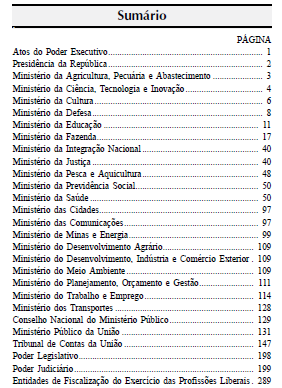 Sumário
PÁGINA
Atos do Poder Executivo.................................................................... 1
Presidência da República .................................................................. 2
Ministério da Agricultura, Pecuária e Abastecimento ...................... 3
Ministério da Ciência, Tecnologia e Inovação ................................. 4
Ministério da Cultura ........................................................................ 6
Ministério da Defesa ......................................................................... 8
Ministério da Educação ................................................................... 11
Ministério da Fazenda...................................................................... 17
Ministério da Integração Nacional .................................................. 40
Ministério da Justiça ........................................................................ 40
Ministério da Pesca e Aquicultura................................................... 48
Ministério da Previdência Social..................................................... 50
Ministério da Saúde ......................................................................... 50
Ministério das Cidades..................................................................... 97
Ministério das Comunicações .......................................................... 97
Ministério de Minas e Energia......................................................... 99
Ministério do Desenvolvimento Agrário........................................ 109
Ministério do Desenvolvimento, Indústria e Comércio Exterior . 109
Ministério do Meio Ambiente ........................................................ 109
Ministério do Planejamento, Orçamento e Gestão........................ 111
Ministério do Trabalho e Emprego................................................ 114
Ministério dos Transportes ............................................................. 128
Conselho Nacional do Ministério Público..................................... 129
Ministério Público da União .......................................................... 131
Tribunal de Contas da União ......................................................... 147
Poder Legislativo............................................................................. 198
Poder Judiciário............................................................................... 199
Entidades de Fiscalização do Exercício das Profissões Liberais . 289